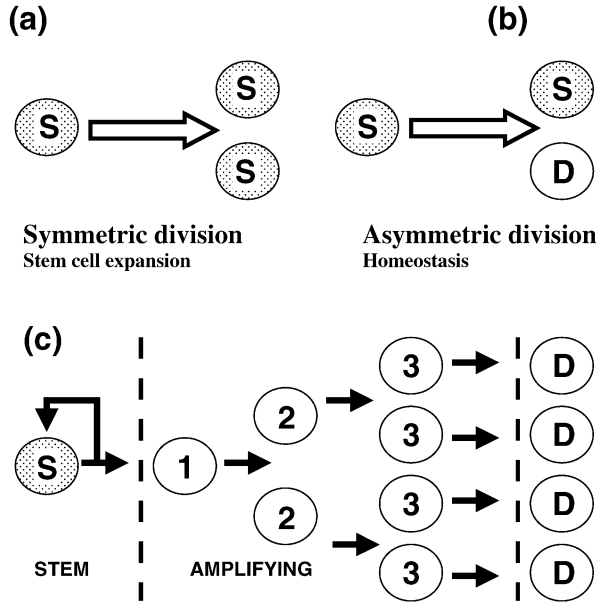 (a)
(b)
S
S
S
S
S
D
Symmetric division
Stem cell expansion
Asymmetric division
Homeostasis
(c)
S
1
2
2
3
3
3
3
D
D
D
D
STEM
AMPLIFYING